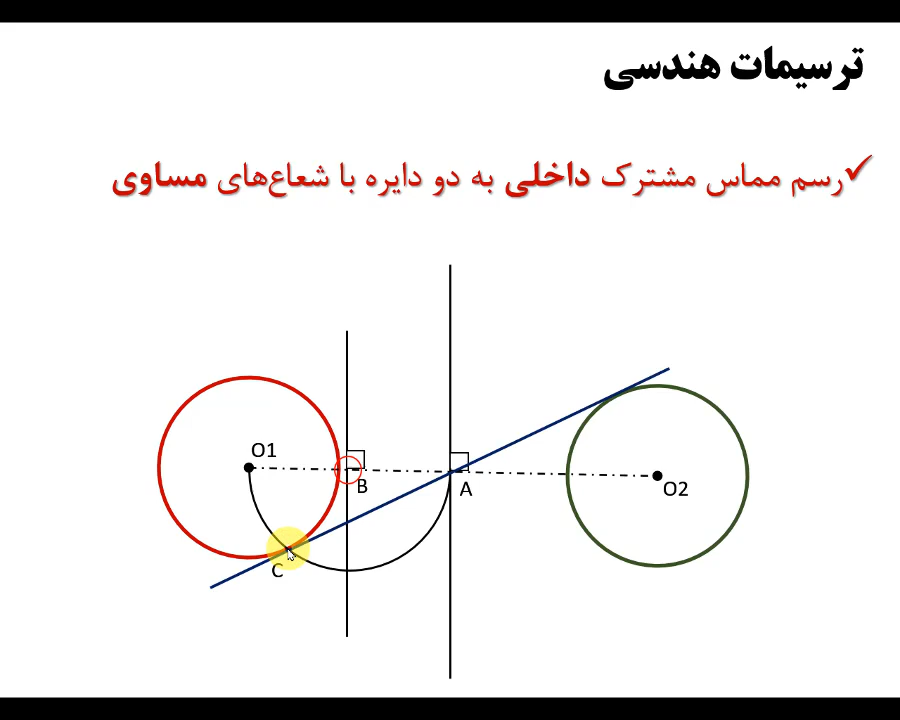 ترسیمات هندسی
✓رسم مماس مشترک داخلی به دو دایره با شعاع‌های مساوی
O1
B
A
O2
C